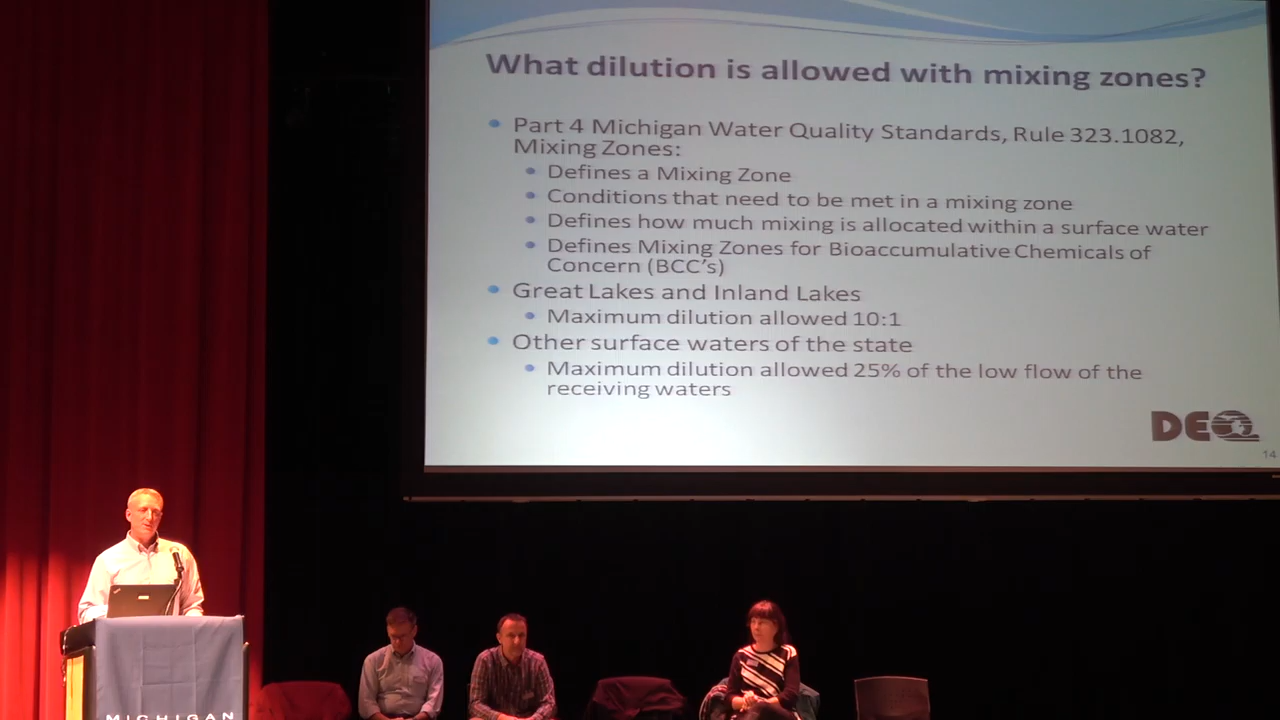 What dilution is allowed with mixing zones?
Part 4 Michigan Water Quality Standards, Rule 323.1082,
Mixing Zones:
Defines a Mixing Zone
Conditions that need to be met in a mixing zone
Defines how much mixing is allocated within a surface water
Defines Mixing Zones for Bioaccumulative Chemicals of
Concern (BCC's)
Great Lakes and Inland Lakes
Maximum dilution allowed 10:1
Other surface waters of the state
Maximum dilution allowed 25% of the low flow of the
receiving waters
DEQ
14
MICHIGAN